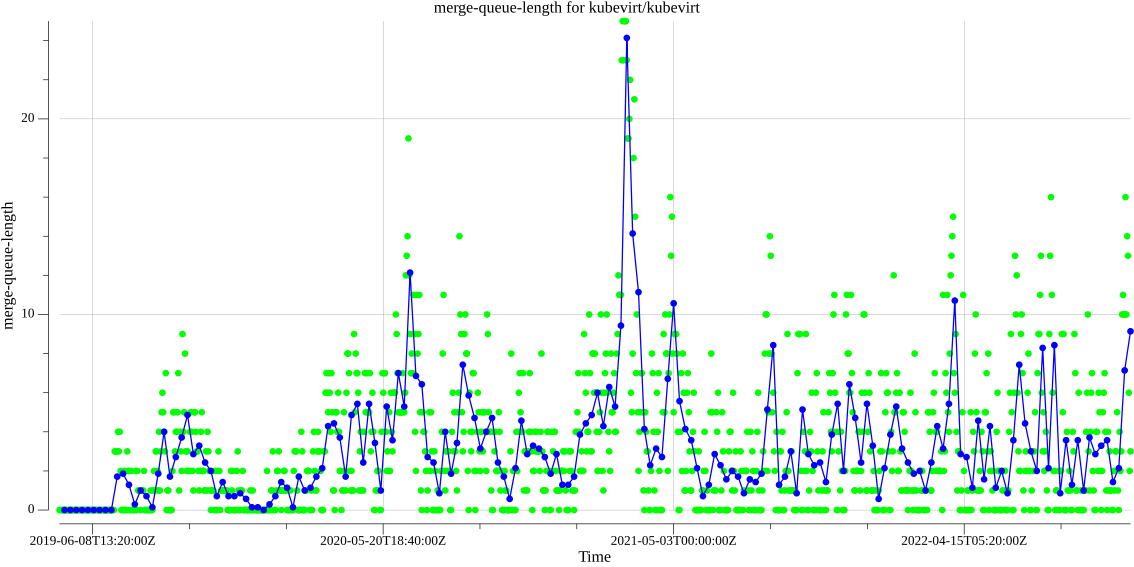 merge-queue-length for kubevirt/kubevirt
merge-queue-length
20
10
0
2019-06-08T13:20:00Z
2020-05-20T18:40:00Z
2021-05-03T00:00:00Z
2022-04-15T05:20:00Z
Time